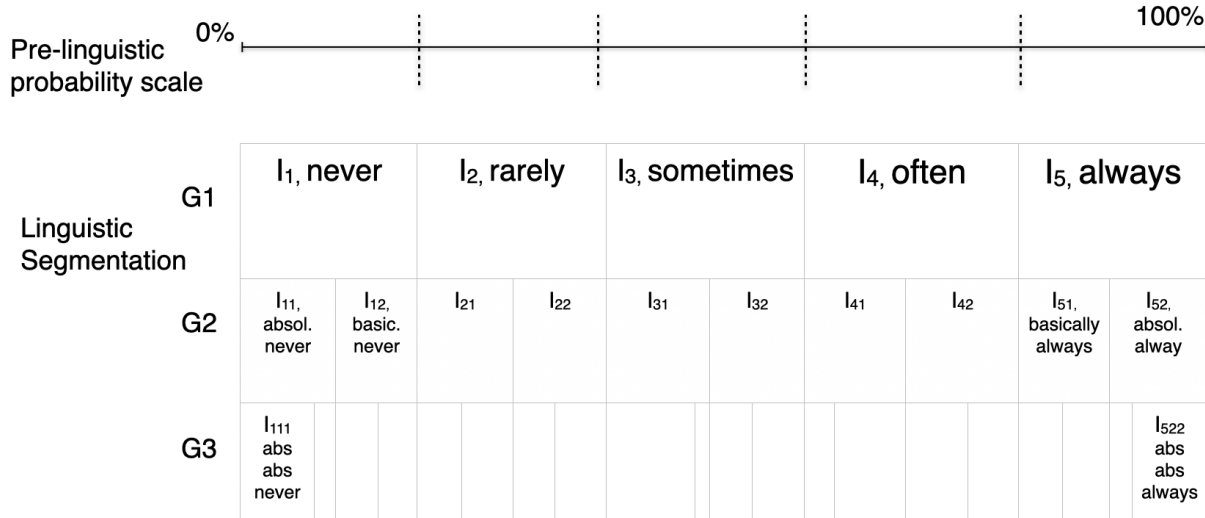 0%
100%
Pre-linguistic
probability scale
I₁, never
I₂, rarely
I₃, sometimes
I₄, often
I₅, always
G1
Linguistic
Segmentation
G2
I₁₁,
absol.
never
I₁₂,
basic.
never
I₂₁
I₂₂
I₃₁
I₃₂
I₄₁
I₄₂
I₅₁,
basically
always
I₅₂,
absol.
alway
G3
I₁₁₁
abs
abs
never
I₅₂₂
abs
abs
always